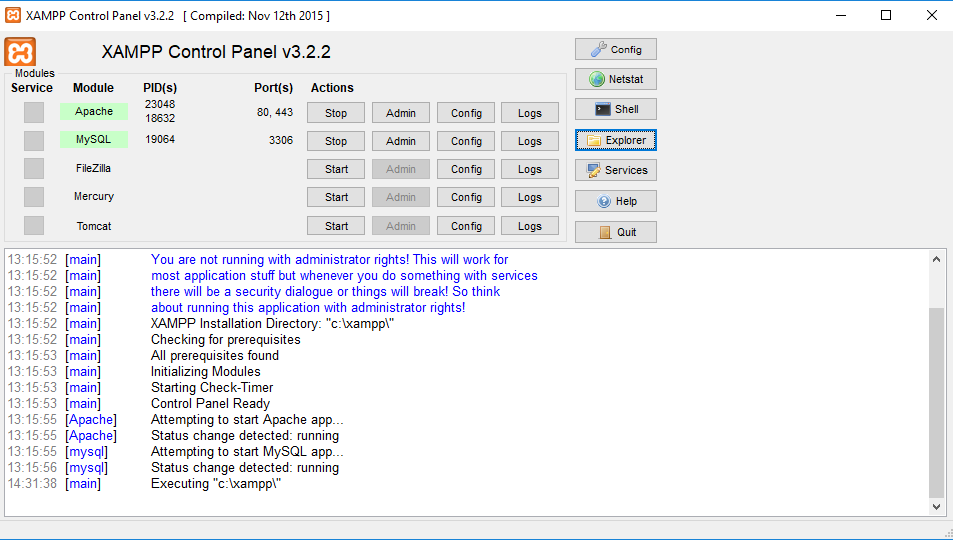 XAMPP Control Panel v3.2.2 [ Compiled: Nov 12th 2015 ]
XAMPP Control Panel v3.2.2
Config
Modules
Netstat
Service Module PID(s) Port(s) Actions
Apache 23048 18632 80, 443 Stop Admin Config Logs
Shell
MySQL 19064 3306 Stop Admin Config Logs
Explorer
FileZilla Start Admin Config Logs
Services
Mercury Start Admin Config Logs
Help
Tomcat Start Admin Config Logs
Quit
13:15:52 [main] You are not running with administrator rights! This will work for
13:15:52 [main] most application stuff but whenever you do something with services
13:15:52 [main] there will be a security dialogue or things will break! So think
13:15:52 [main] about running this application with administrator rights!
13:15:52 [main] XAMPP Installation Directory: "c:\xampp\"
13:15:52 [main] Checking for prerequisites
13:15:53 [main] All prerequisites found
13:15:53 [main] Initializing Modules
13:15:53 [main] Starting Check-Timer
13:15:53 [main] Control Panel Ready
13:15:55 [Apache] Attempting to start Apache app...
13:15:55 [Apache] Status change detected: running
13:15:55 [mysql] Attempting to start MySQL app...
13:15:56 [mysql] Status change detected: running
14:31:38 [main] Executing "c:\xampp\"